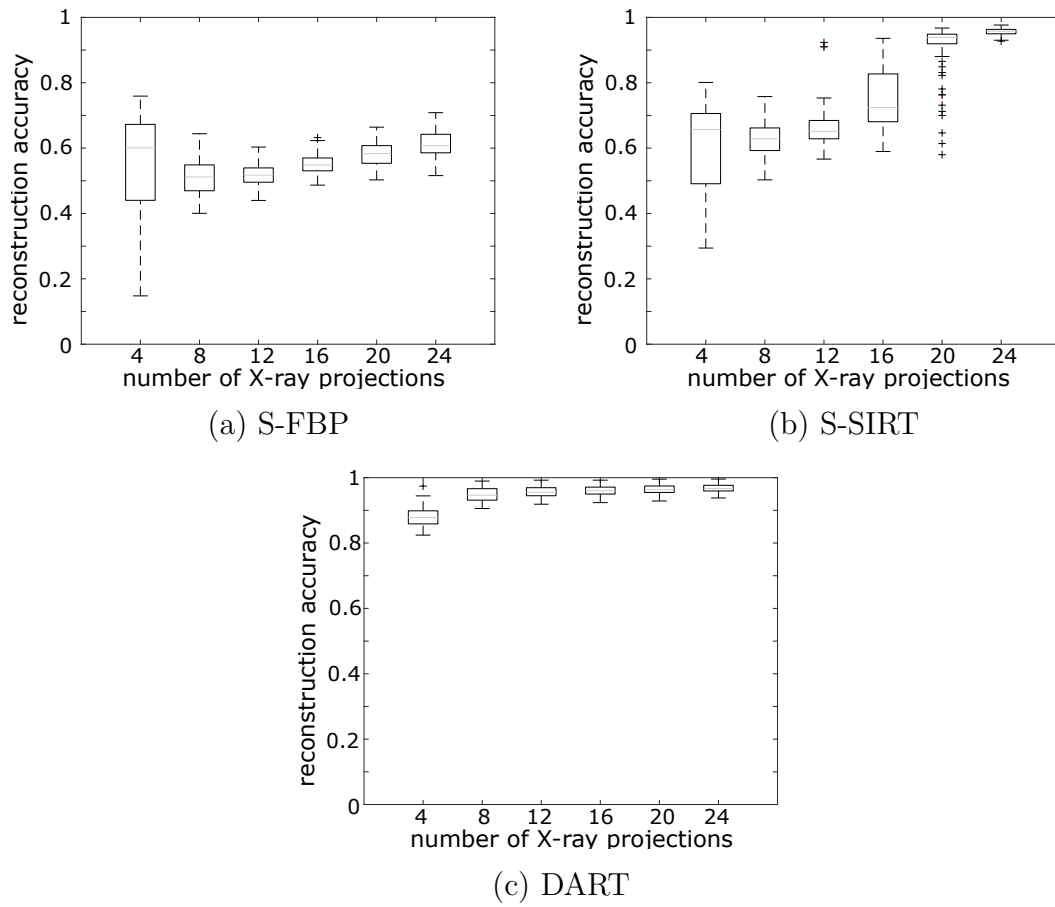 1
0.8
0.6
0.4
0.2
0
reconstruction accuracy
4 8 12 16 20 24
number of X-ray projections
(a) S-FBP
1
0.8
0.6
0.4
0.2
0
reconstruction accuracy
4 8 12 16 20 24
number of X-ray projections
(b) S-SIRT
1
0.8
0.6
0.4
0.2
0
reconstruction accuracy
4 8 12 16 20 24
number of X-ray projections
(c) DART